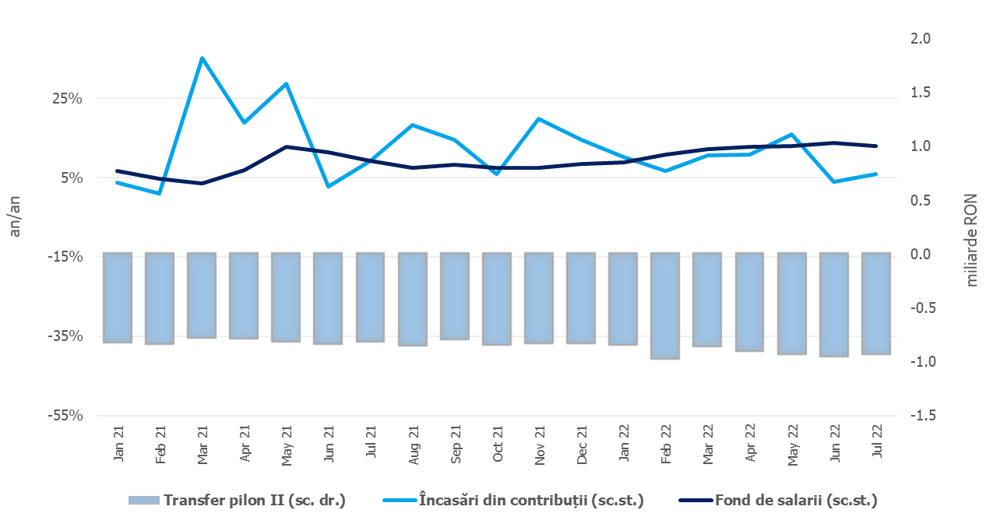 25%
5%
-15%
-35%
-55%
an/an
2.0
1.5
1.0
0.5
0.0
-0.5
-1.0
-1.5
miliarde RON
Jan 21
Feb 21
Mar 21
Apr 21
May 21
Jun 21
Jul 21
Aug 21
Sep 21
Oct 21
Nov 21
Dec 21
Jan 22
Feb 22
Mar 22
Apr 22
May 22
Jun 22
Jul 22
Transfer pilon II (sc. dr.)
Încasări din contribuții (sc.st.)
Fond de salarii (sc.st.)